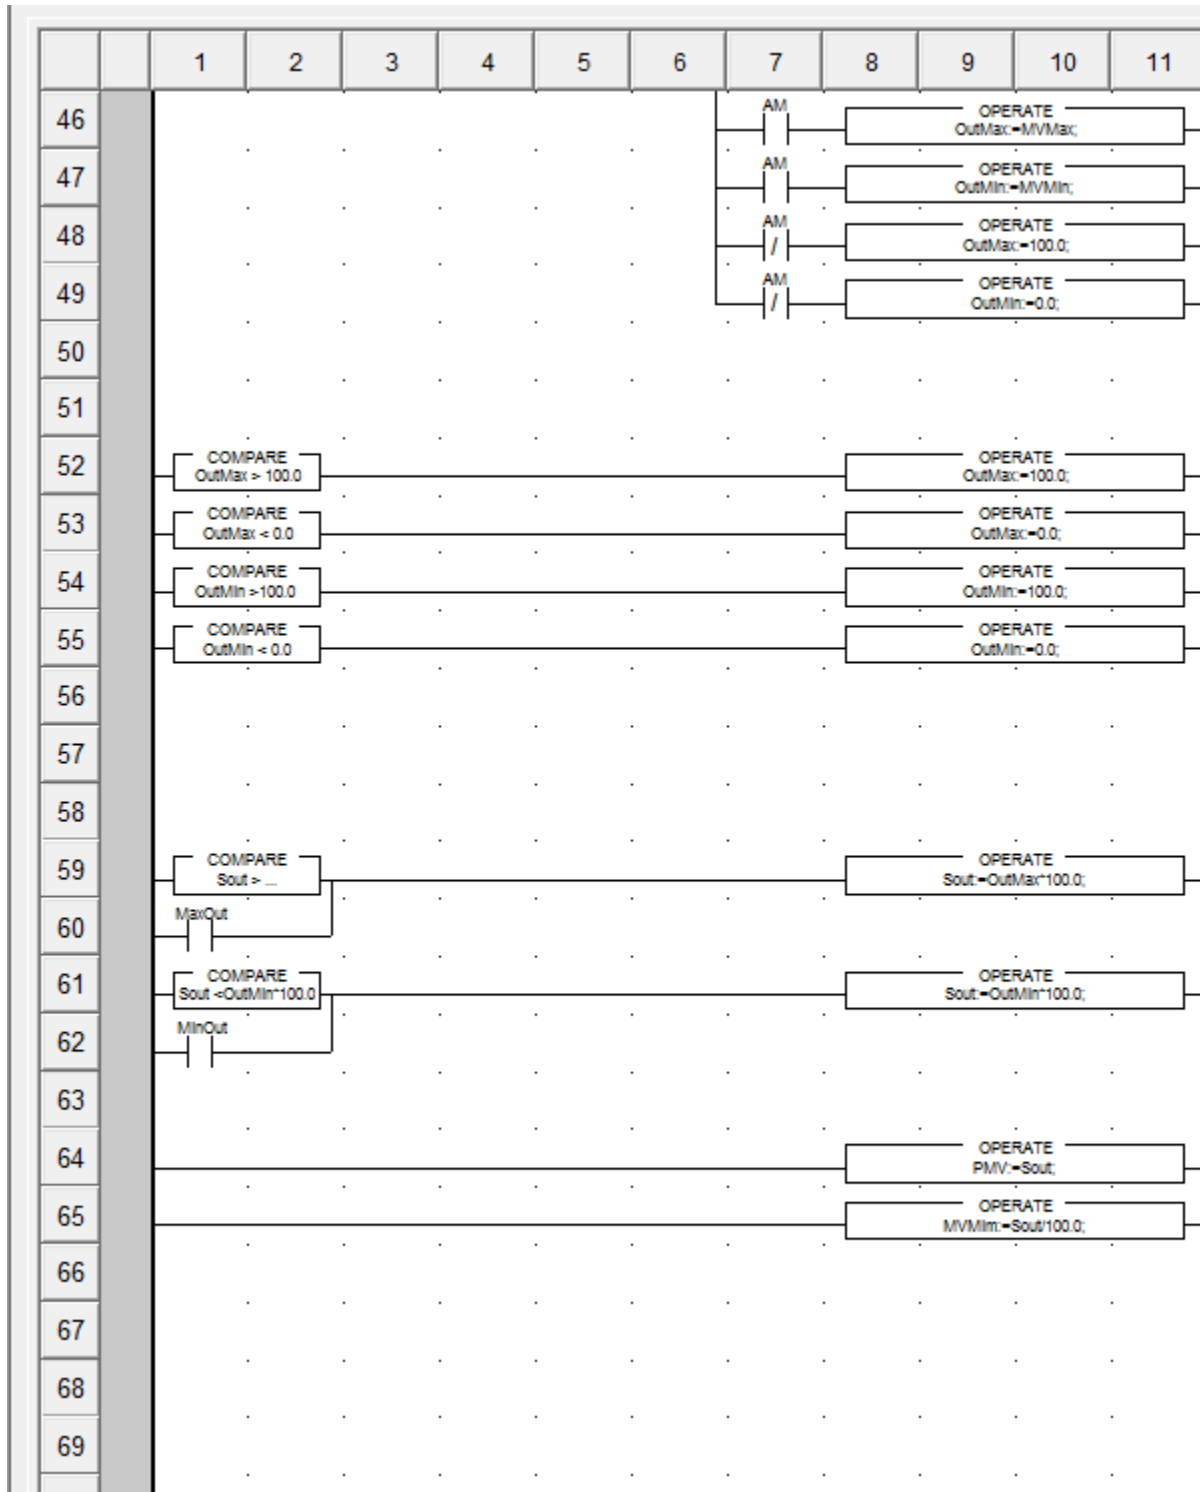 1 2 3 4 5 6 7 8 9 10 11
46
AM
OPERATE
OutMax:=MVMax;
47
AM
OPERATE
OutMin:=MVMin;
48
AM
/
OPERATE
OutMax:=100.0;
49
AM
/
OPERATE
OutMin:=0.0;
50
51
52
COMPARE
OutMax > 100.0
OPERATE
OutMax:=100.0;
53
COMPARE
OutMax < 0.0
OPERATE
OutMax:=0.0;
54
COMPARE
OutMin >100.0
OPERATE
OutMin:=100.0;
55
COMPARE
OutMin < 0.0
OPERATE
OutMin:=0.0;
56
57
58
59
COMPARE
Sout > ...
OPERATE
Sout:=OutMax*100.0;
60
MaxOut
61
COMPARE
Sout <OutMin*100.0
OPERATE
Sout:=OutMin*100.0;
62
MinOut
63
64
OPERATE
PMV:=Sout;
65
OPERATE
MVMim:=Sout/100.0;
66
67
68
69